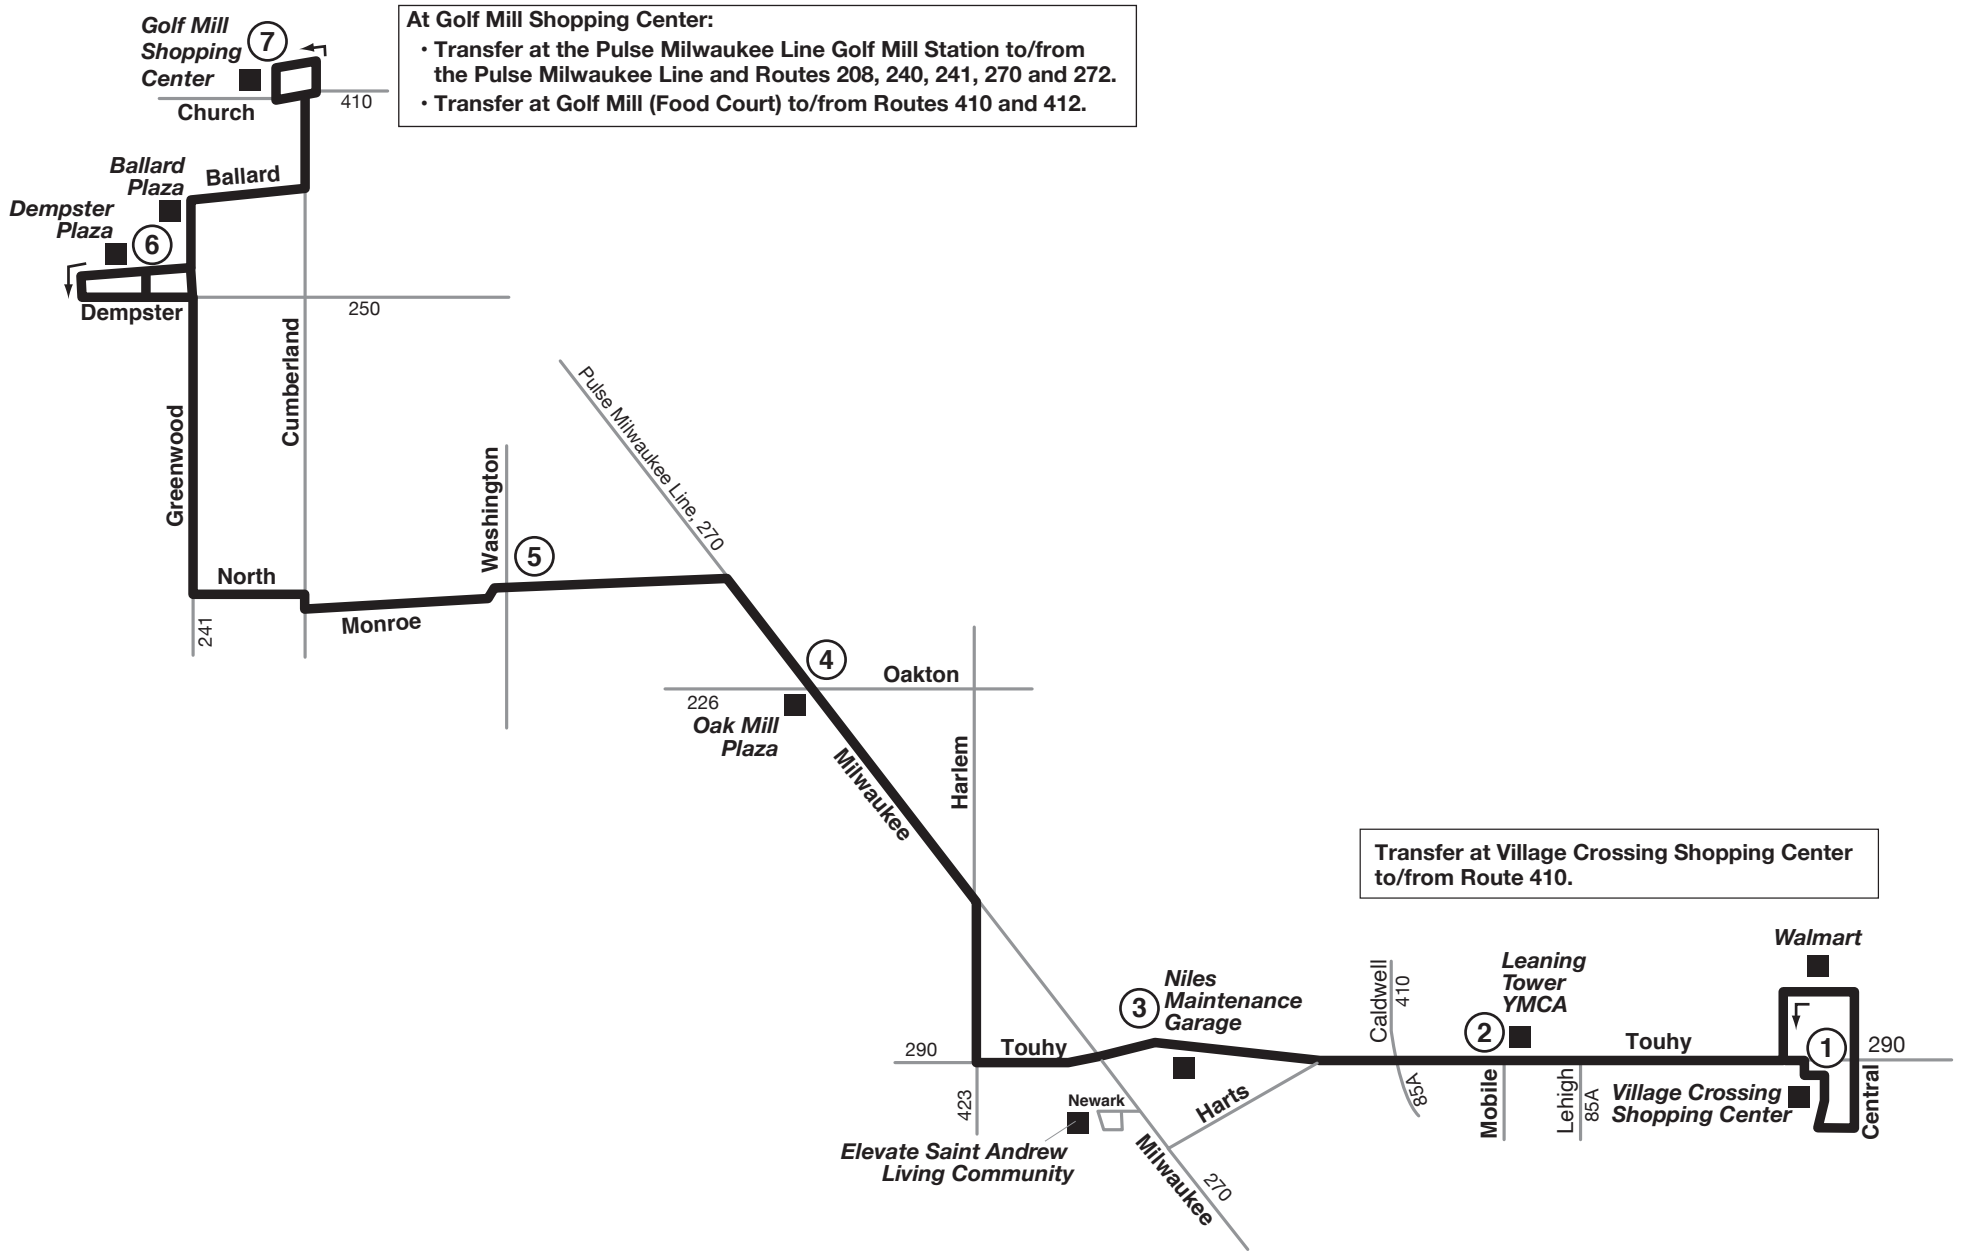 Golf Mill
Shopping
Center
7
At Golf Mill Shopping Center:
• Transfer at the Pulse Milwaukee Line Golf Mill Station to/from
the Pulse Milwaukee Line and Routes 208, 240, 241, 270 and 272.
• Transfer at Golf Mill (Food Court) to/from Routes 410 and 412.
Church
410
Ballard
Plaza
Ballard
Dempster
Plaza
6
Dempster
250
Cumberland
Greenwood
Pulse Milwaukee Line, 270
Washington
5
North
Monroe
241
4
Oakton
226
Oak Mill
Plaza
Milwaukee
Harlem
Transfer at Village Crossing Shopping Center
to/from Route 410.
Walmart
Leaning
Tower
YMCA
Caldwell
410
Niles
Maintenance
Garage
3
2
Touhy
1
290
290
Touhy
423
Newark
Harts
85A
Mobile
Lehigh
85A
Village Crossing
Shopping Center
Central
Elevate Saint Andrew
Living Community
Milwaukee
270